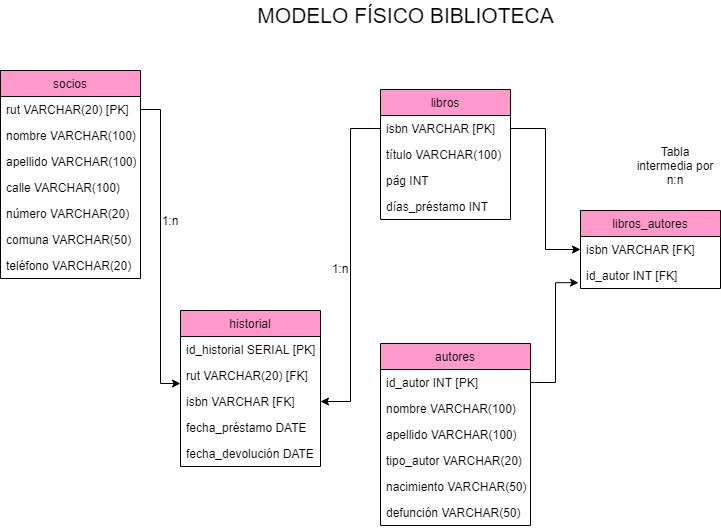 MODELO FÍSICO BIBLIOTECA
socios
rut VARCHAR(20) [PK]
nombre VARCHAR(100)
apellido VARCHAR(100)
calle VARCHAR(100)
número VARCHAR(20)
comuna VARCHAR(50)
teléfono VARCHAR(20)
1:n
historial
id_historial SERIAL [PK]
rut VARCHAR(20) [FK]
isbn VARCHAR [FK]
fecha_préstamo DATE
fecha_devolución DATE
libros
isbn VARCHAR [PK]
título VARCHAR(100)
pág INT
días_préstamo INT
1:n
autores
id_autor INT [PK]
nombre VARCHAR(100)
apellido VARCHAR(100)
tipo_autor VARCHAR(20)
nacimiento VARCHAR(50)
defunción VARCHAR(50)
Tabla
intermedia por
n:n
libros_autores
isbn VARCHAR [FK]
id_autor INT [FK]